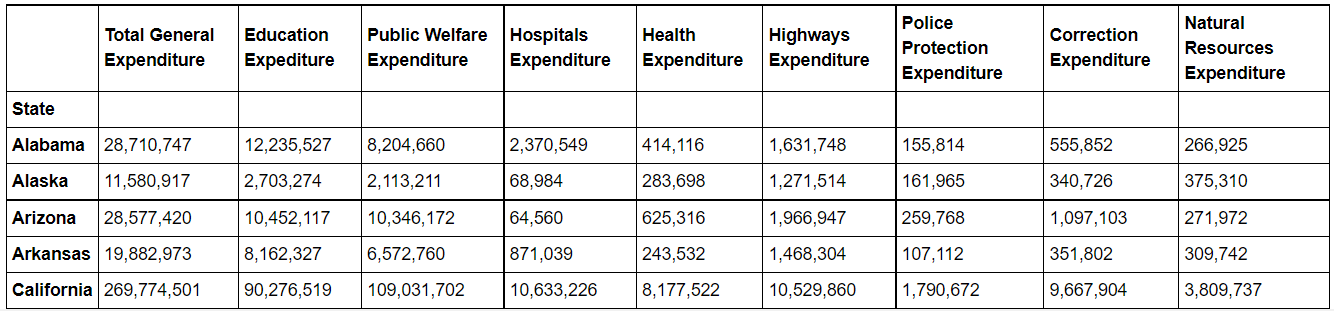 Total General Expenditure Education Expediture Public Welfare Expenditure Hospitals Expenditure Health Expenditure Highways Expenditure Police Protection Expenditure Correction Expenditure Natural Resources Expenditure
State
Alabama 28,710,747 12,235,527 8,204,660 2,370,549 414,116 1,631,748 155,814 555,852 266,925
Alaska 11,580,917 2,703,274 2,113,211 68,984 283,698 1,271,514 161,965 340,726 375,310
Arizona 28,577,420 10,452,117 10,346,172 64,560 625,316 1,966,947 259,768 1,097,103 271,972
Arkansas 19,882,973 8,162,327 6,572,760 871,039 243,532 1,468,304 107,112 351,802 309,742
California 269,774,501 90,276,519 109,031,702 10,633,226 8,177,522 10,529,860 1,790,672 9,667,904 3,809,737